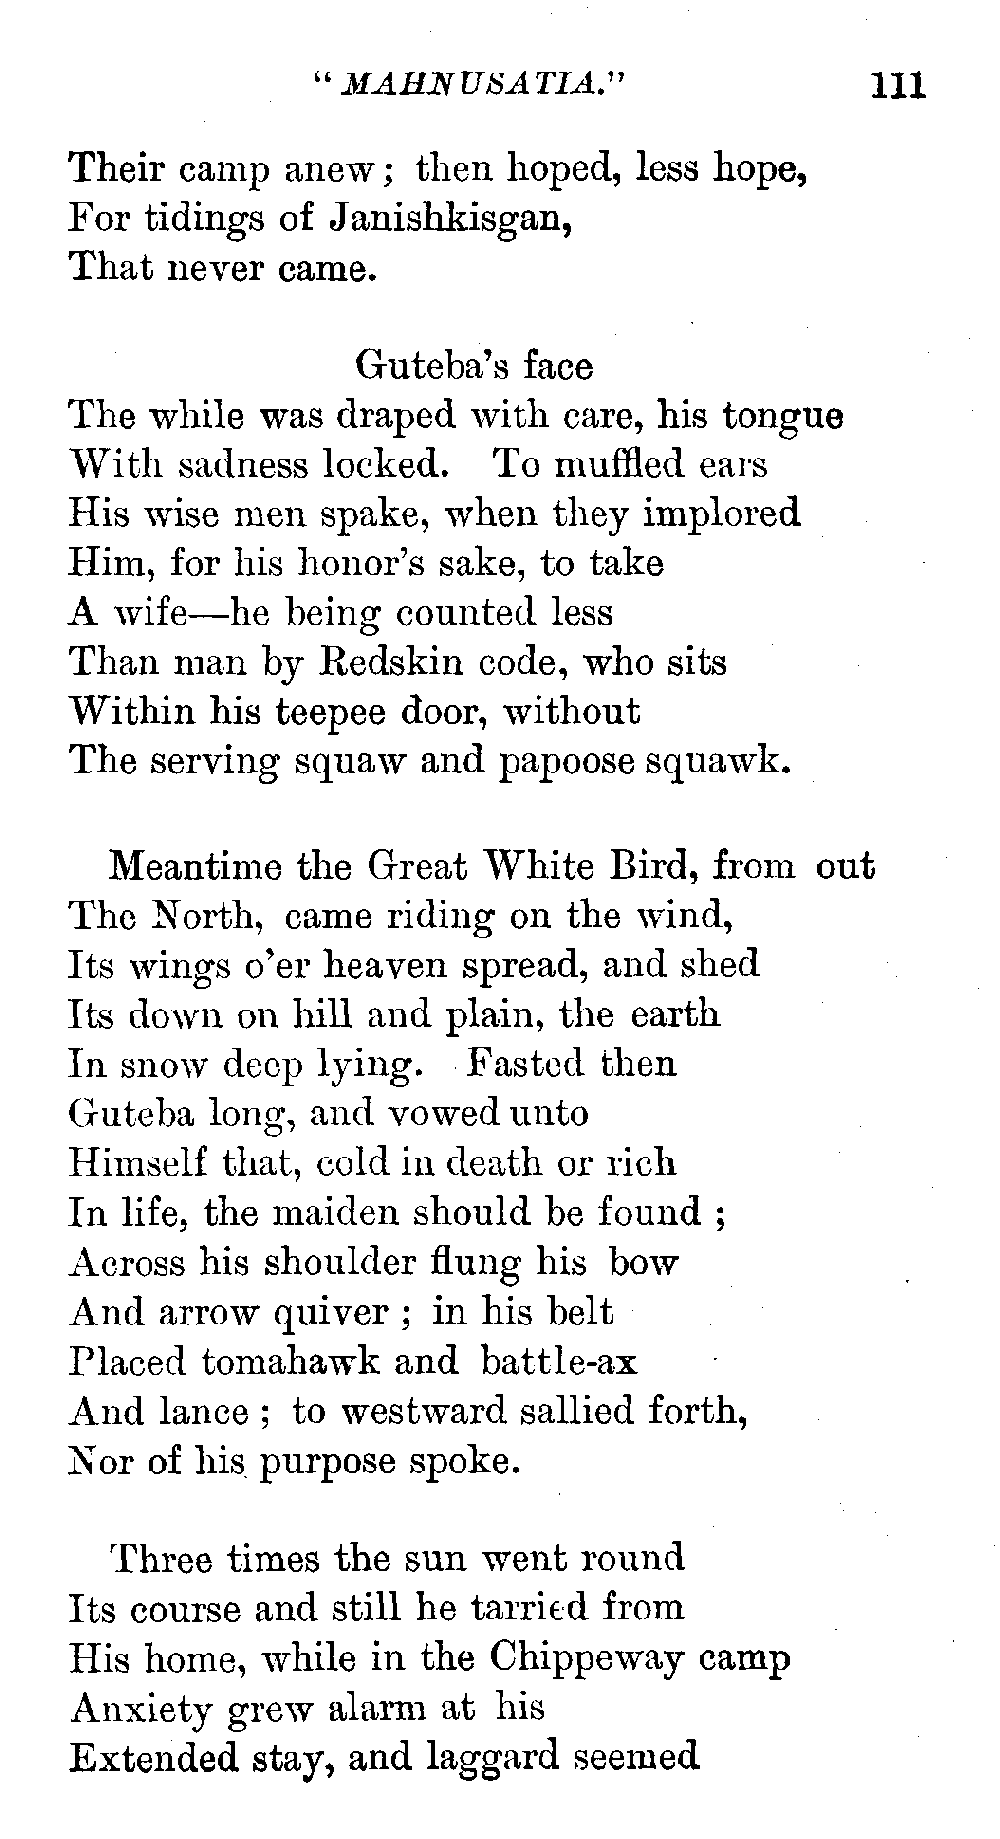 “ MAHNUSATIA.” 111
Their camp anew ; then hoped, less hope,
For tidings of Janishkisgan,
That never came.
Guteba’s face
The while was draped with care, his tongue
With sadness locked. To muffled ears
His wise men spake, when they implored
Him, for his honor’s sake, to take
A wife—he being counted less
Than man by Redskin code, who sits
Within his teepee door, without
The serving squaw and papoose squawk.
Meantime the Great White Bird, from out
The North, came riding on the wind,
Its wings o’er heaven spread, and shed
Its down on hill and plain, the earth
In snow deep lying. Fasted then
Guteba long, and vowed unto
Himself that, cold in death or rich
In life, the maiden should be found ;
Across his shoulder flung his bow
And arrow quiver ; in his belt
Placed tomahawk and battle-ax
And lance ; to westward sallied forth,
Nor of his purpose spoke.
Three times the sun went round
Its course and still he tarried from
His home, while in the Chippeway camp
Anxiety grew alarm at his
Extended stay, and laggard seemed